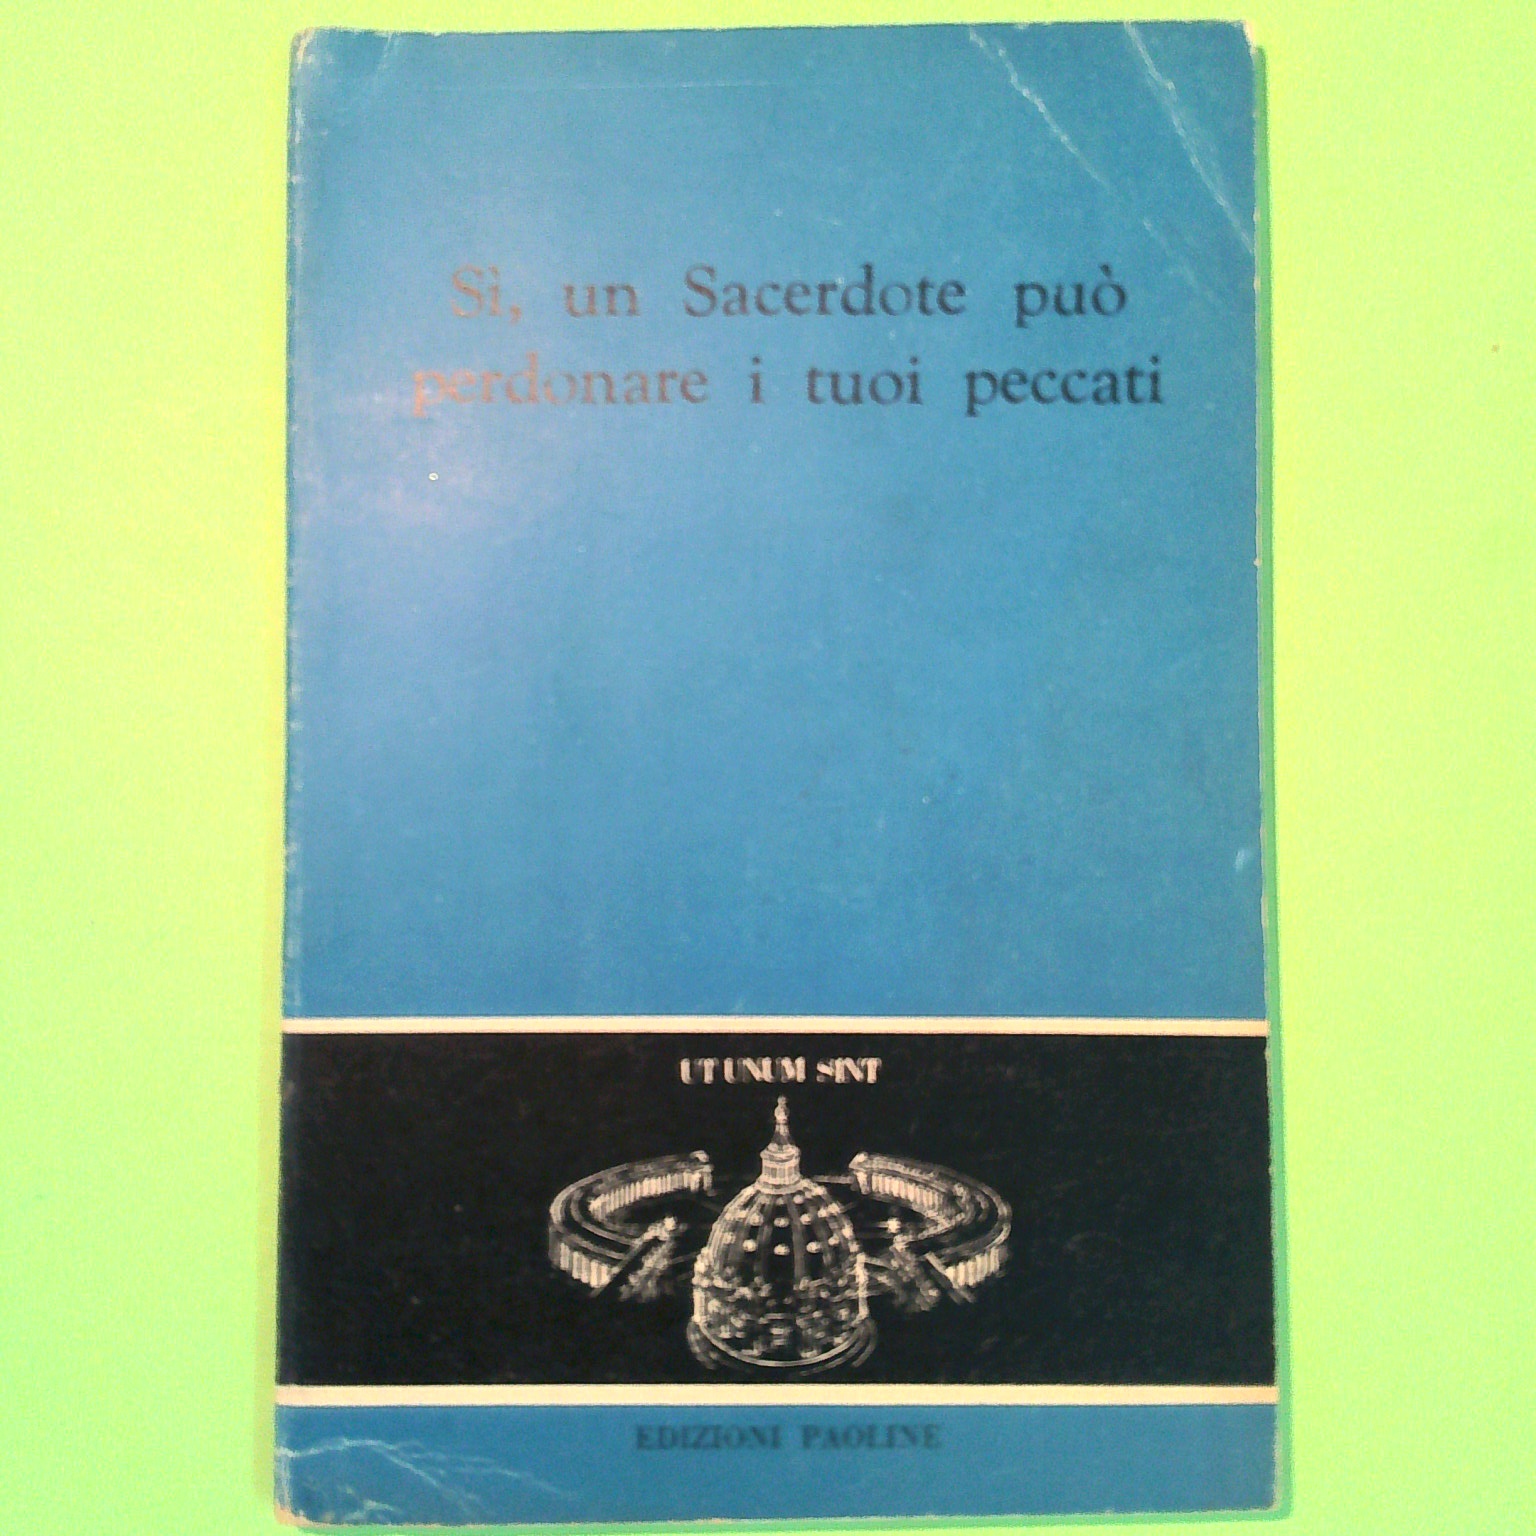 Sì, un Sacerdote può
perdonare i tuoi peccati
UT UNUM SINT
EDIZIONI PAOLINE